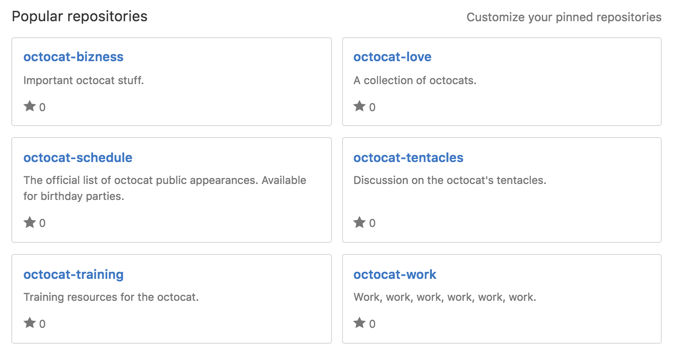 Popular repositories
Customize your pinned repositories
octocat-bizness
Important octocat stuff.
★ 0
octocat-love
A collection of octocats.
★ 0
octocat-schedule
The official list of octocat public appearances. Available
for birthday parties.
★ 0
octocat-tentacles
Discussion on the octocat's tentacles.
★ 0
octocat-training
Training resources for the octocat.
★ 0
octocat-work
Work, work, work, work, work, work.
★ 0